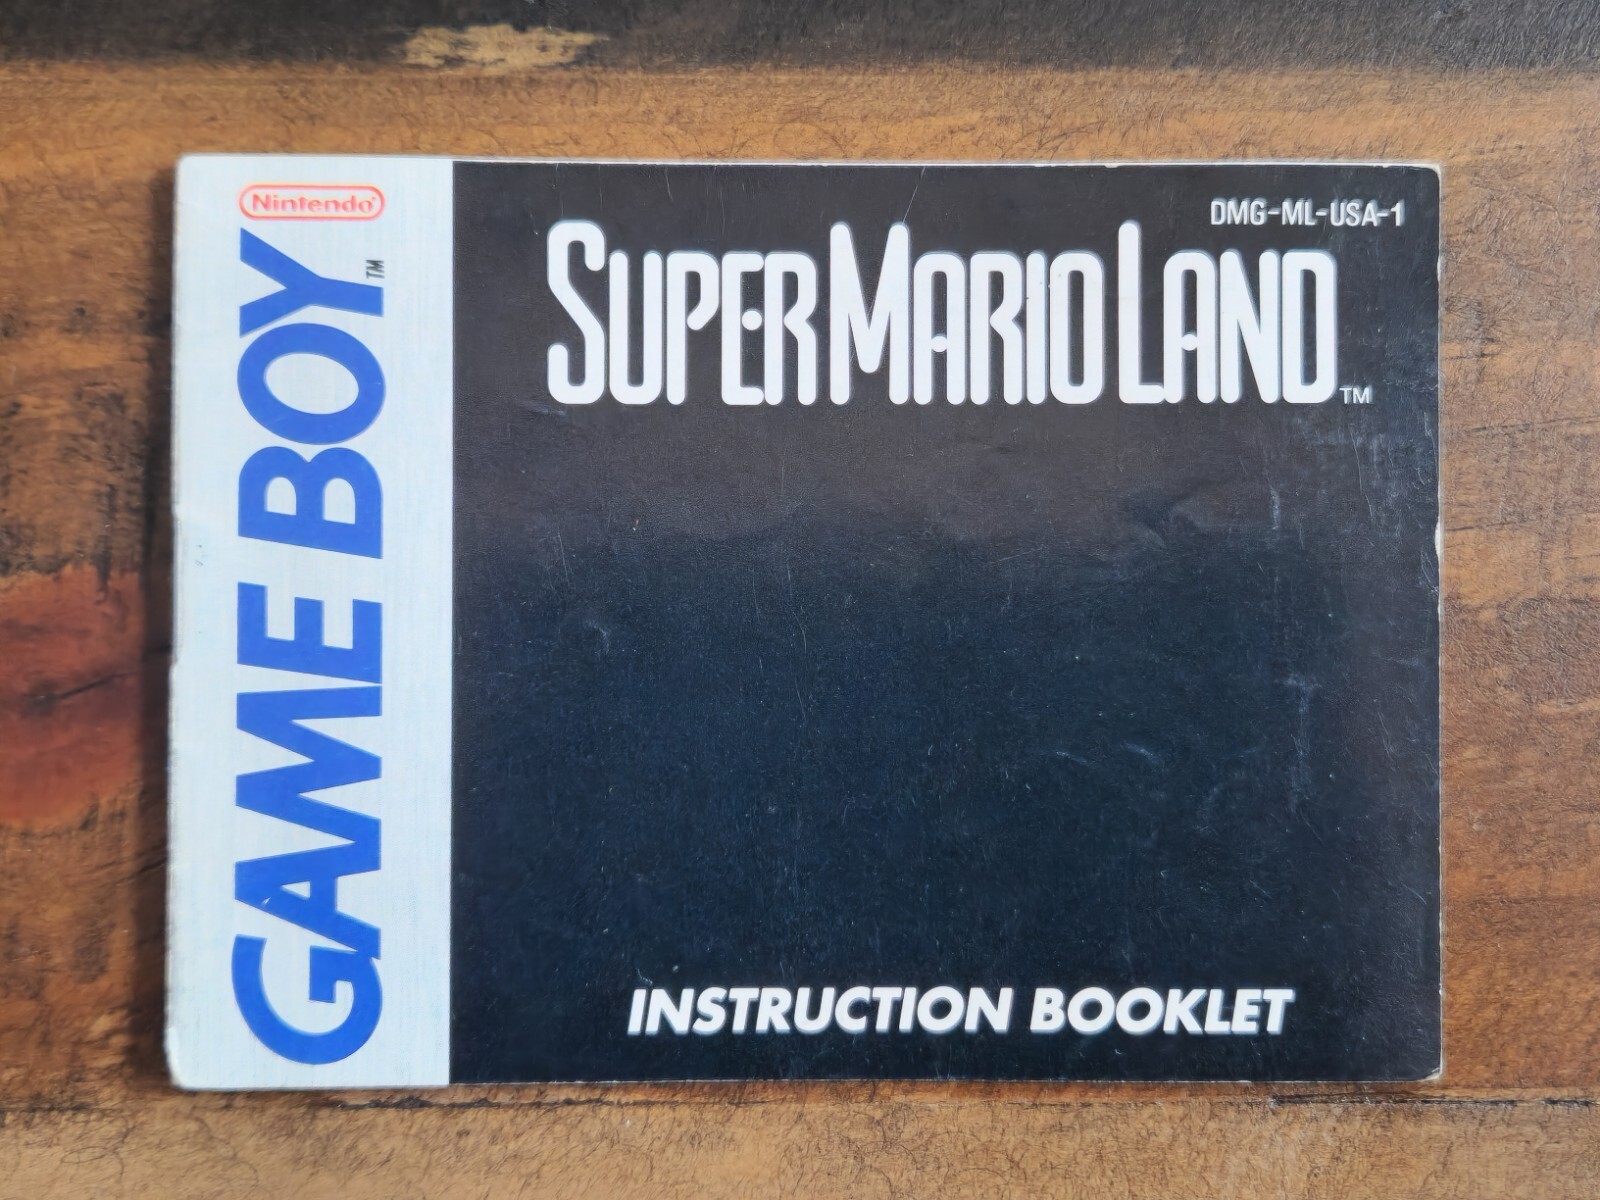 Nintendo®
GAME BOY™
DMG-ML-USA-1
SUPER MARIO LAND™
INSTRUCTION BOOKLET